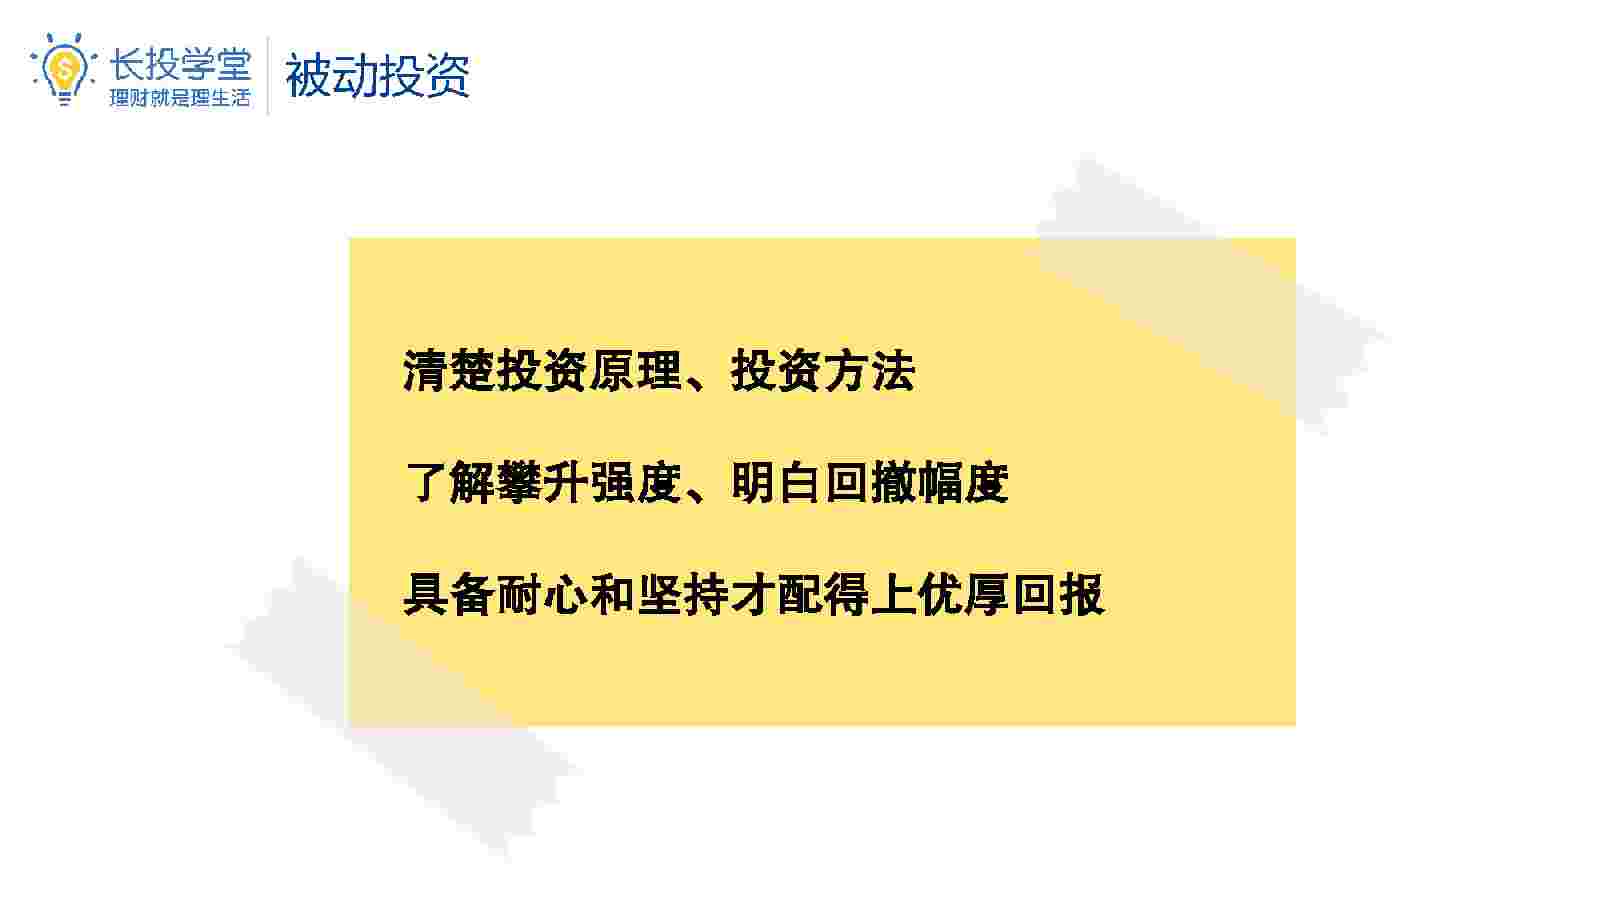 长投学堂
理财就是理生活
被动投资
清楚投资原理、投资方法
了解攀升强度、明白回撤幅度
具备耐心和坚持才配得上优厚回报